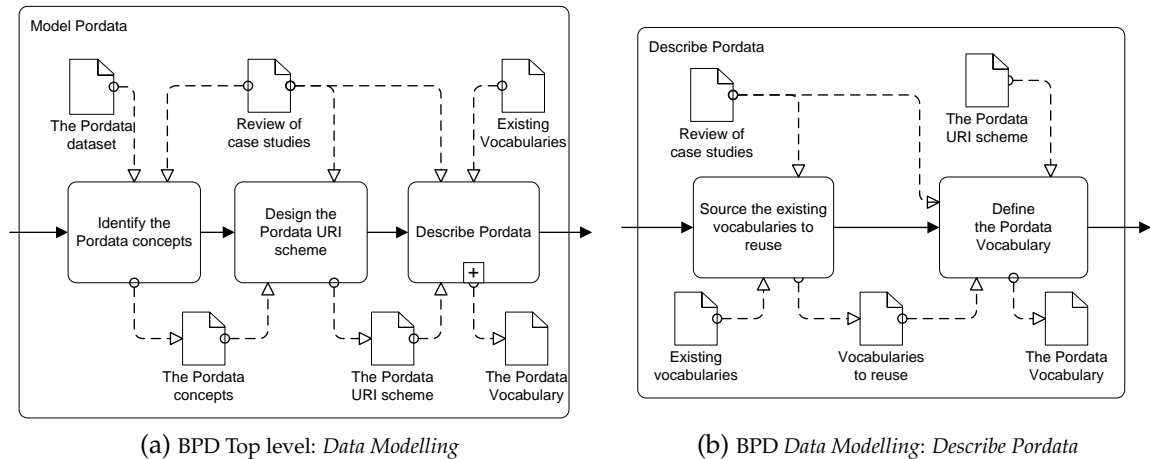 Model Pordata
The Pordata
dataset
Review of
case studies
Existing
Vocabularies
Identify the
Pordata concepts
Design the
Pordata URI
scheme
Describe Pordata
+
The Pordata
concepts
The Pordata
URI scheme
The Pordata
Vocabulary
(a) BPD Top level: Data Modelling
Describe Pordata
Review of
case studies
The Pordata
URI scheme
Source the existing
vocabularies to
reuse
Define
the Pordata
Vocabulary
Existing
vocabularies
Vocabularies
to reuse
The Pordata
Vocabulary
(b) BPD Data Modelling: Describe Pordata